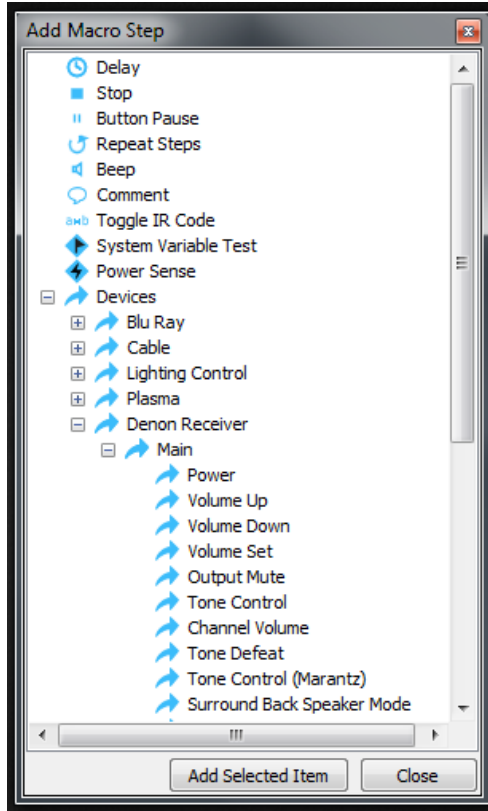 Add Macro Step
Delay
Stop
Button Pause
Repeat Steps
Beep
Comment
a⇥b Toggle IR Code
System Variable Test
Power Sense
Devices
Blu Ray
Cable
Lighting Control
Plasma
Denon Receiver
Main
Power
Volume Up
Volume Down
Volume Set
Output Mute
Tone Control
Channel Volume
Tone Defeat
Tone Control (Marantz)
Surround Back Speaker Mode
Add Selected Item Close